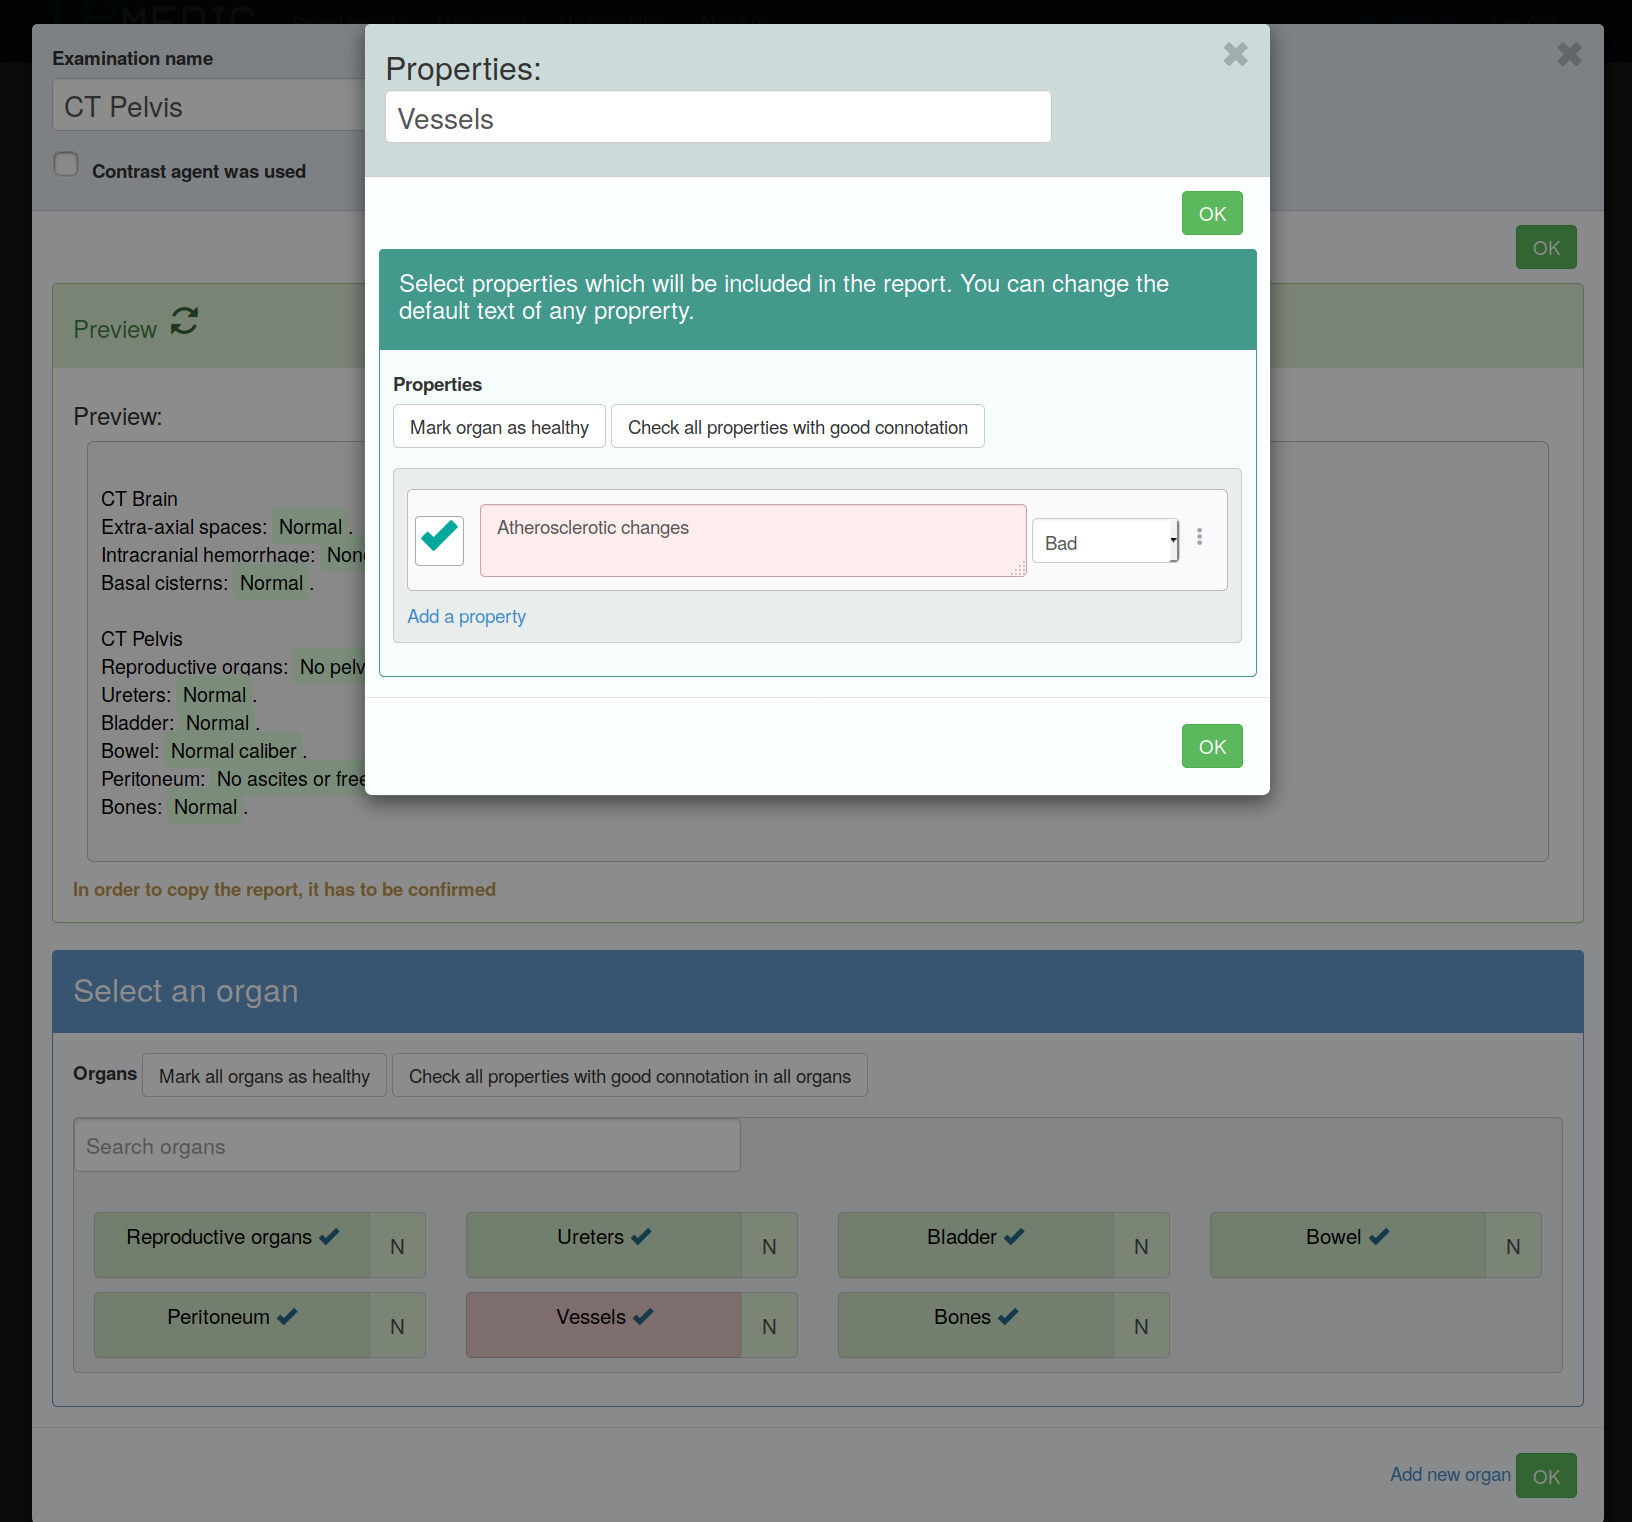 MEDIC
Examination name
CT Pelvis
Contrast agent was used
OK
Preview
Preview:
CT Brain
Extra-axial spaces: Normal .
Intracranial hemorrhage:
Basal cisterns: Normal .
CT Pelvis
Reproductive organs: No
Ureters: Normal .
Bladder: Normal .
Bowel: Normal caliber .
Peritoneum: No ascites or
Bones: Normal .
In order to copy the report, it has to be confirmed
Properties:
Vessels
OK
Select properties which will be included in the report. You can change the
default text of any proprerty.
Properties
Mark organ as healthy
Check all properties with good connotation
Atherosclerotic changes
Bad
Add a property
OK
Select an organ
Organs
Mark all organs as healthy
Check all properties with good connotation in all organs
Search organs
Reproductive organs N
Ureters N
Bladder N
Bowel N
Peritoneum N
Vessels N
Bones N
Add new organ
OK